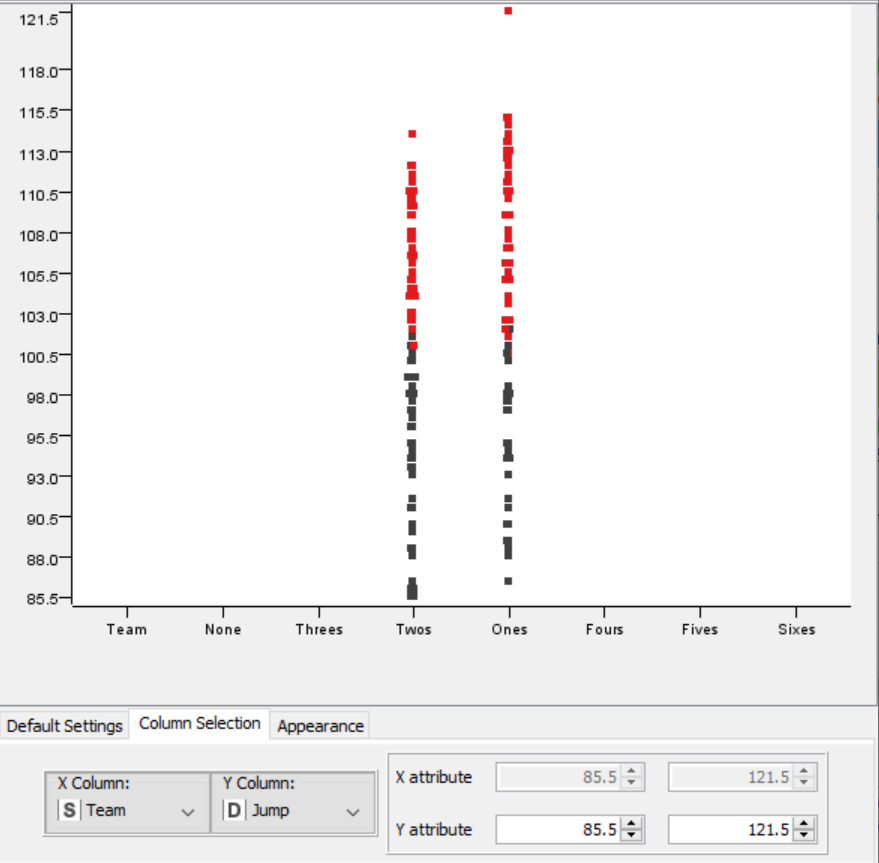 121.5
118.0
115.5
113.0
110.5
108.0
105.5
103.0
100.5
98.0
95.5
93.0
90.5
88.0
85.5
Team None Threes Twos Ones Fours Fives Sixes
Default Settings Column Selection Appearance
X Column: Y Column:
S Team D Jump
X attribute 85.5 121.5
Y attribute 85.5 121.5